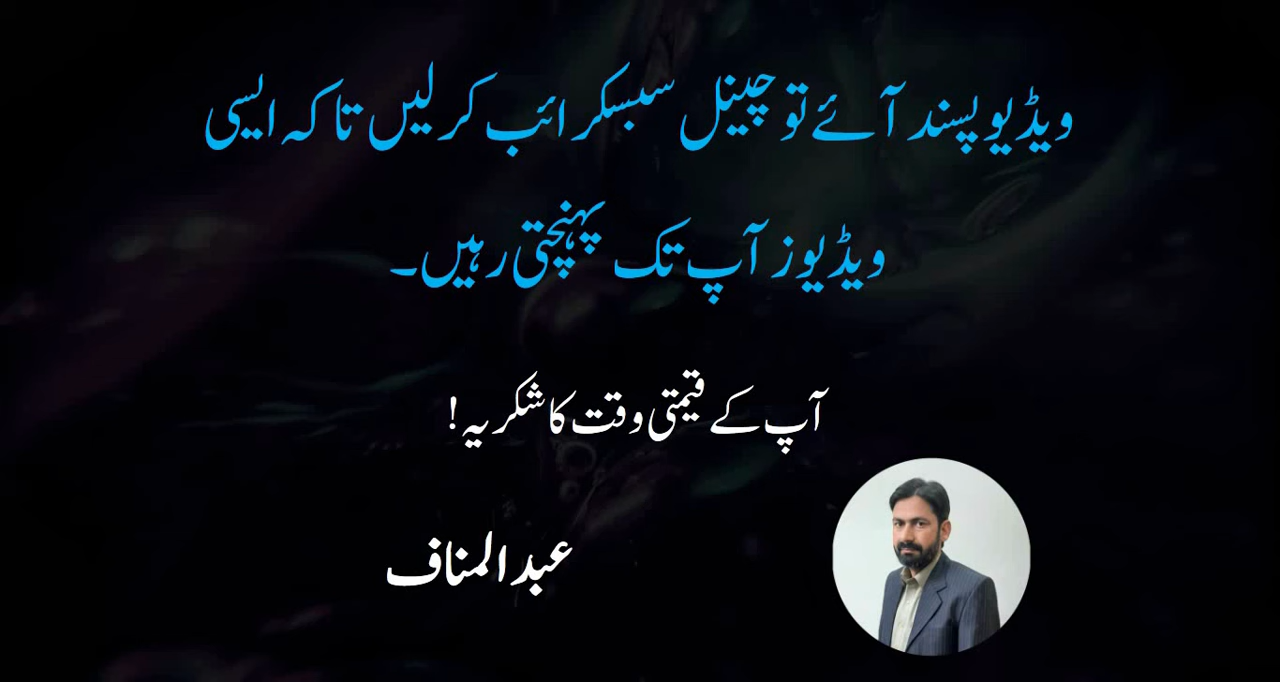 ویڈیو پسند آئے تو چینل سبسکرائب کرلیں تاکہ ایسی
ویڈیوز آپ تک پہنچتی رہیں۔
آپ کے قیمتی وقت کا شکریہ!
عبدالمناف